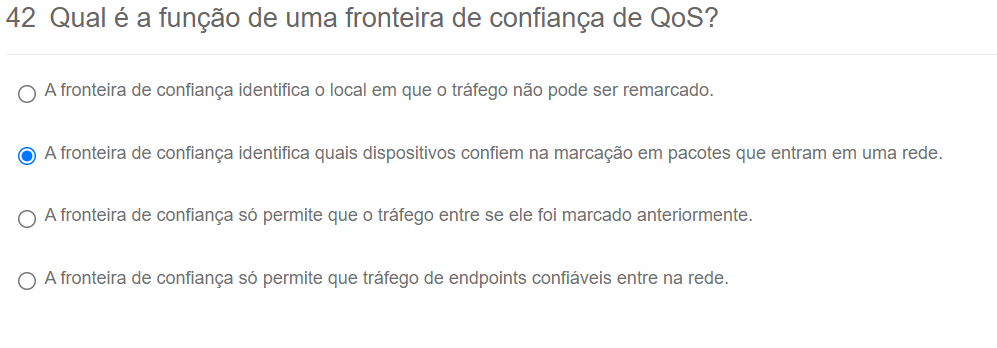 42 Qual é a função de uma fronteira de confiança de QoS?
A fronteira de confiança identifica o local em que o tráfego não pode ser remarcado.
A fronteira de confiança identifica quais dispositivos confiem na marcação em pacotes que entram em uma rede.
A fronteira de confiança só permite que o tráfego entre se ele foi marcado anteriormente.
A fronteira de confiança só permite que tráfego de endpoints confiáveis entre na rede.